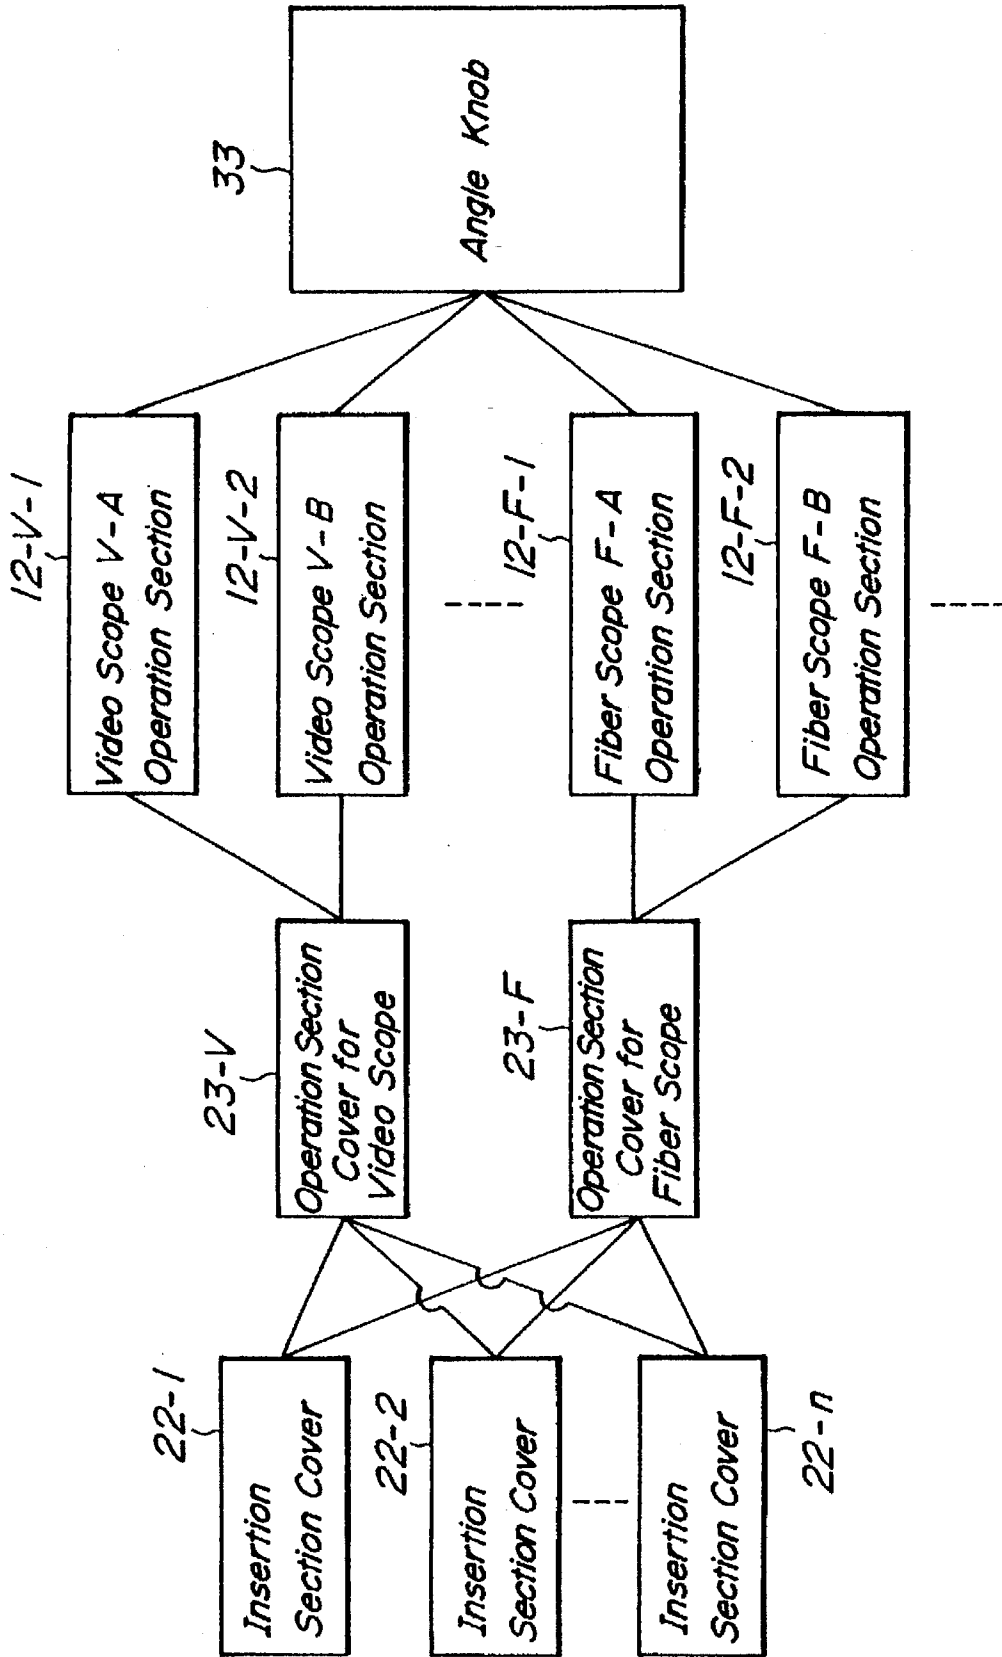 33
Angle Knob
12-V-1
Video Scope V-A
Operation Section
12-V-2
Video Scope V-B
Operation Section
12-F-1
Fiber Scope F-A
Operation Section
12-F-2
Fiber Scope F-B
Operation Section
23-V
Operation Section
Cover for
Video Scope
23-F
Operation Section
Cover for
Fiber Scope
22-1
Insertion
Section Cover
22-2
Insertion
Section Cover
22-n
Insertion
Section Cover